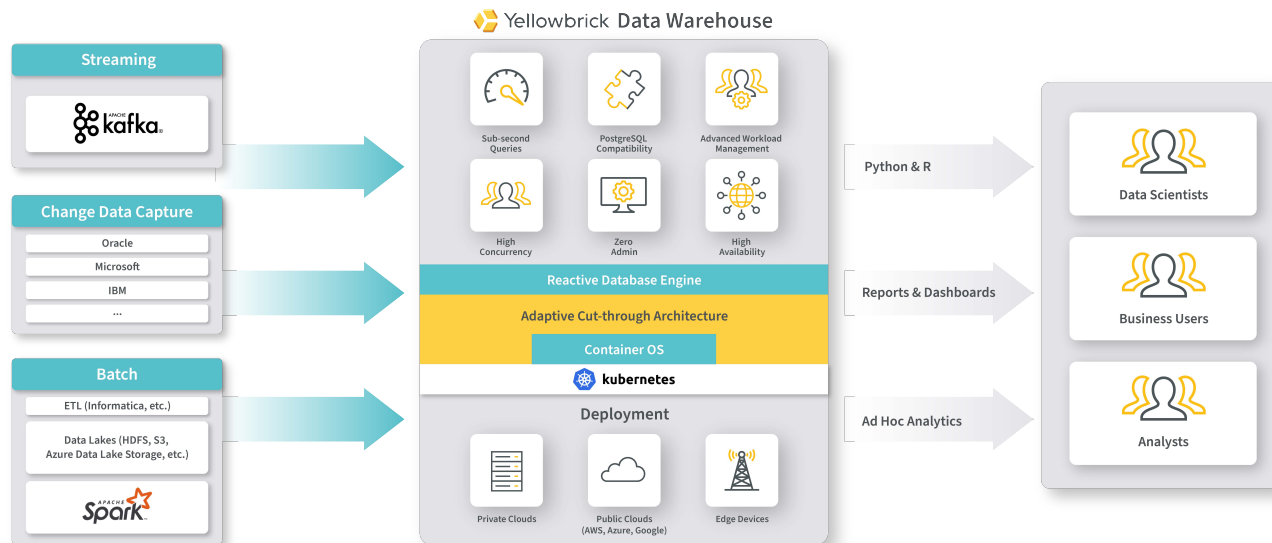 Yellowbrick Data Warehouse
Streaming
APACHE
kafka®
Change Data Capture
Oracle
Microsoft
IBM
...
Batch
ETL (Informatica, etc.)
Data Lakes (HDFS, S3,
Azure Data Lake Storage, etc.)
APACHE
Spark™
Sub-second
Queries
PostgreSQL
Compatibility
Advanced Workload
Management
High
Concurrency
Zero
Admin
High
Availability
Reactive Database Engine
Adaptive Cut-through Architecture
Container OS
kubernetes
Deployment
Private Clouds
Public Clouds
(AWS, Azure, Google)
Edge Devices
Python & R
Reports & Dashboards
Ad Hoc Analytics
Data Scientists
Business Users
Analysts